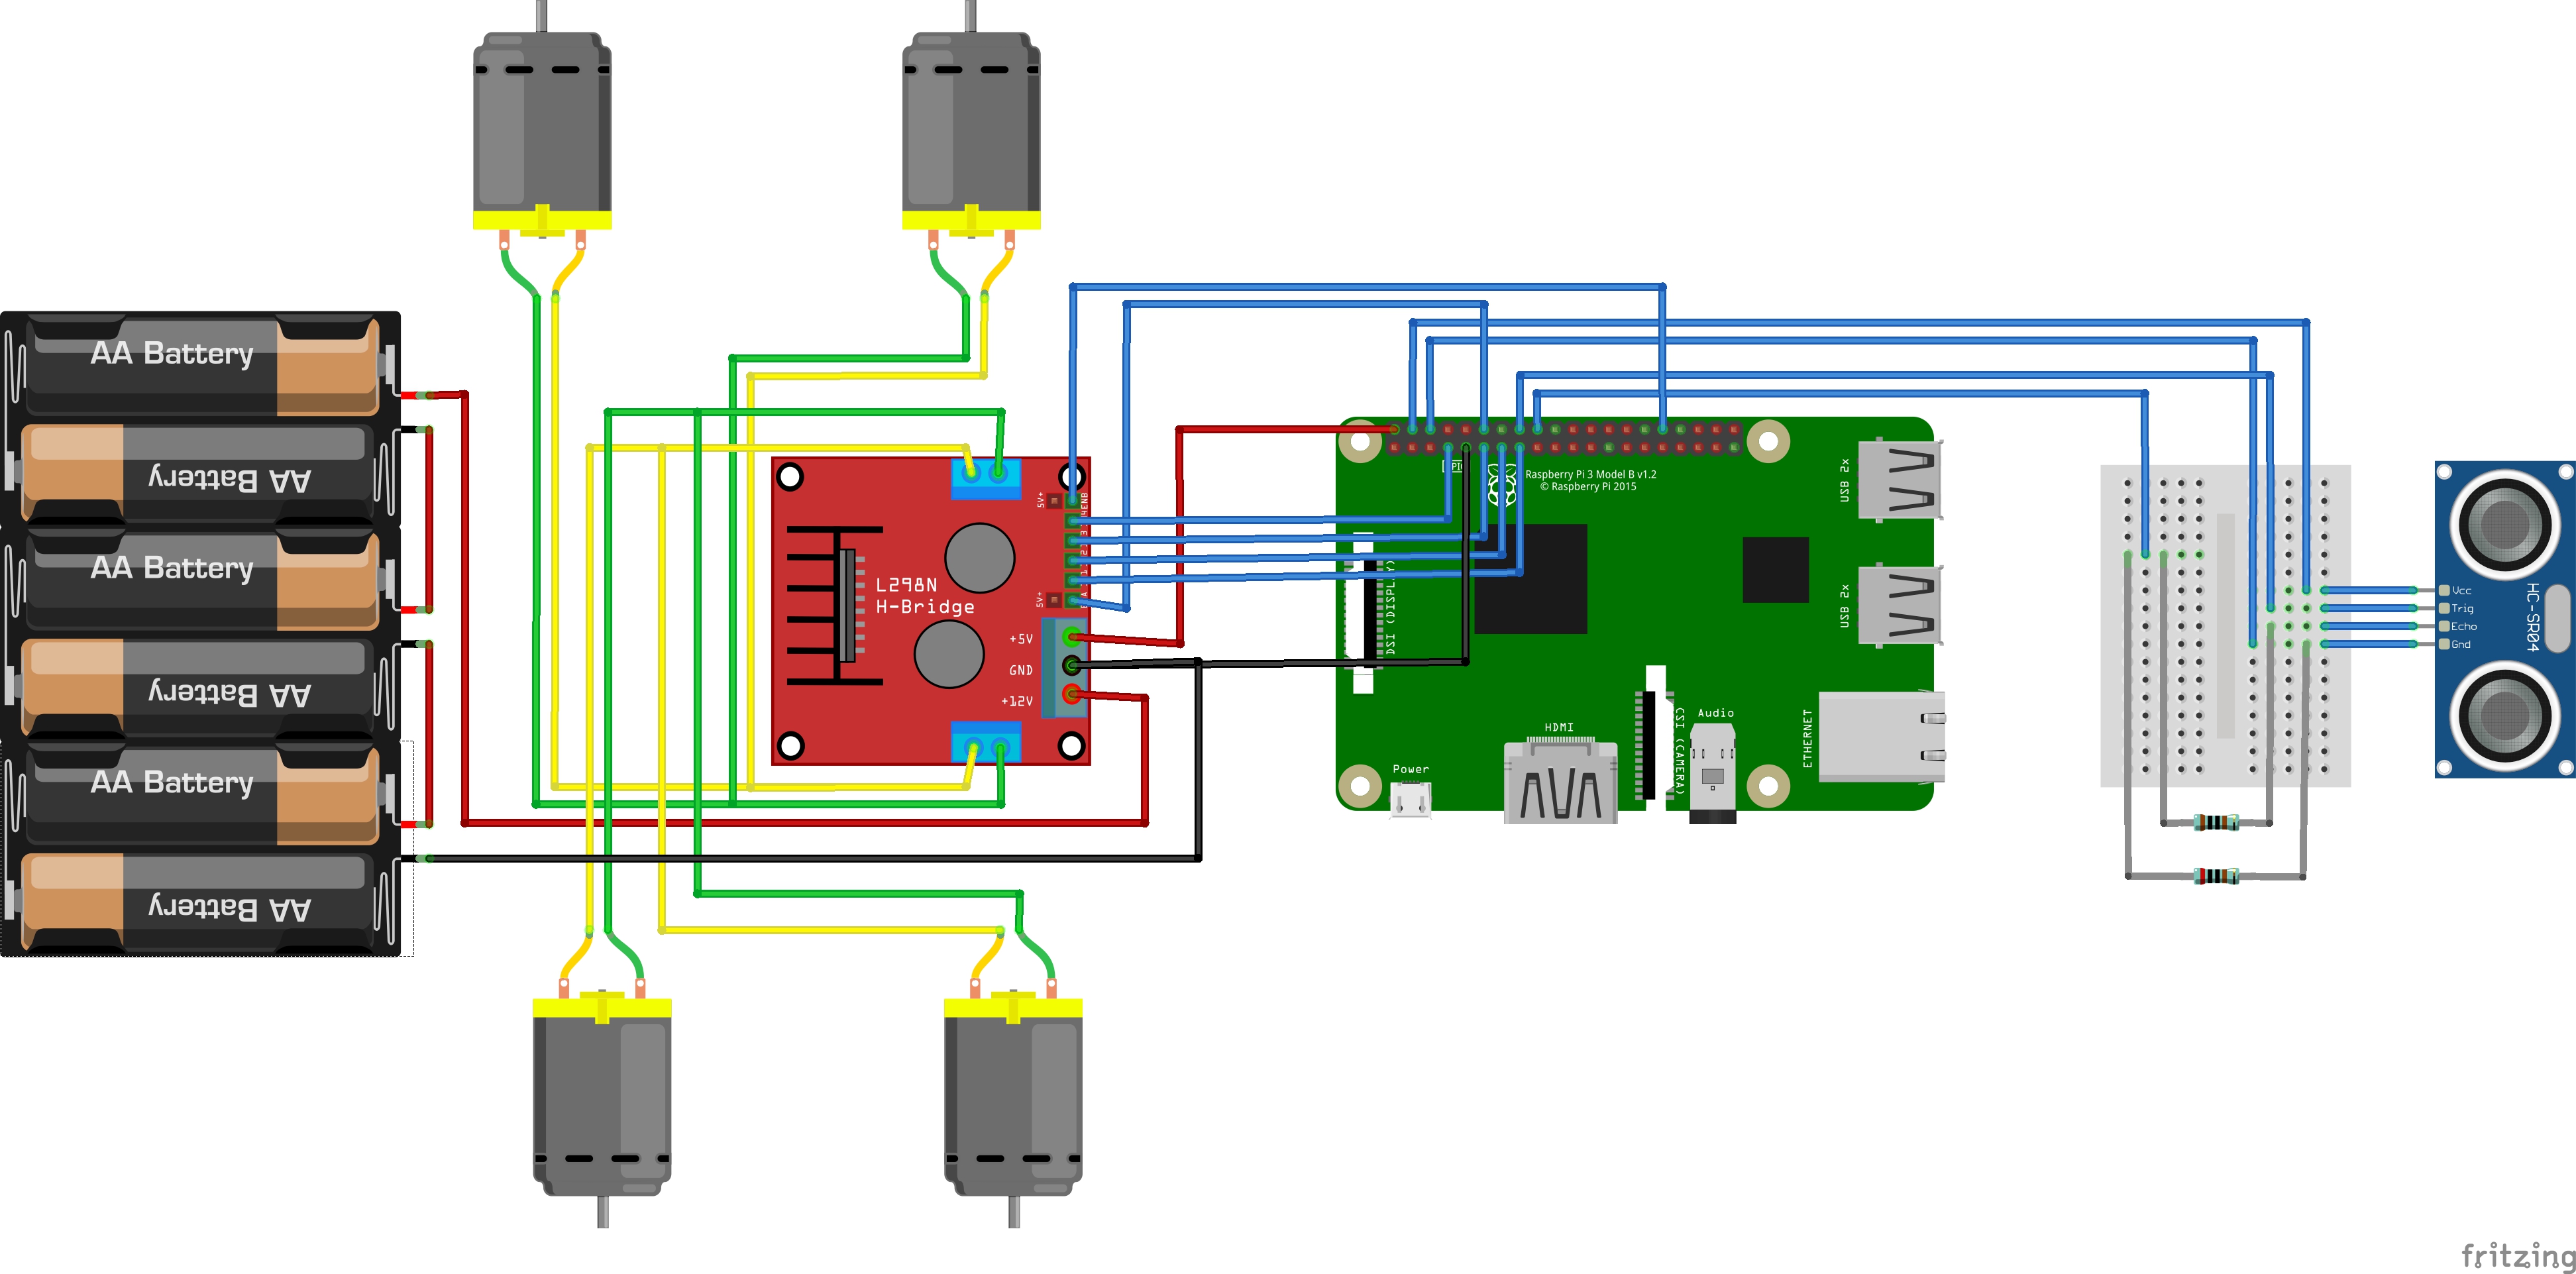 AA Battery
AA Battery
AA Battery
AA Battery
AA Battery
AA Battery
L298N
H-Bridge
5V+
ENB
5V+
+5V
GND
+12V
Raspberry Pi 3 Model B v1.2
© Raspberry Pi 2015
DSI (DISPLAY)
Power
HDMI
CSI (CAMERA)
Audio
ETHERNET
USB 2x
USB 2x
Vcc
Trig
Echo
Gnd
HC-SR04
fritzing